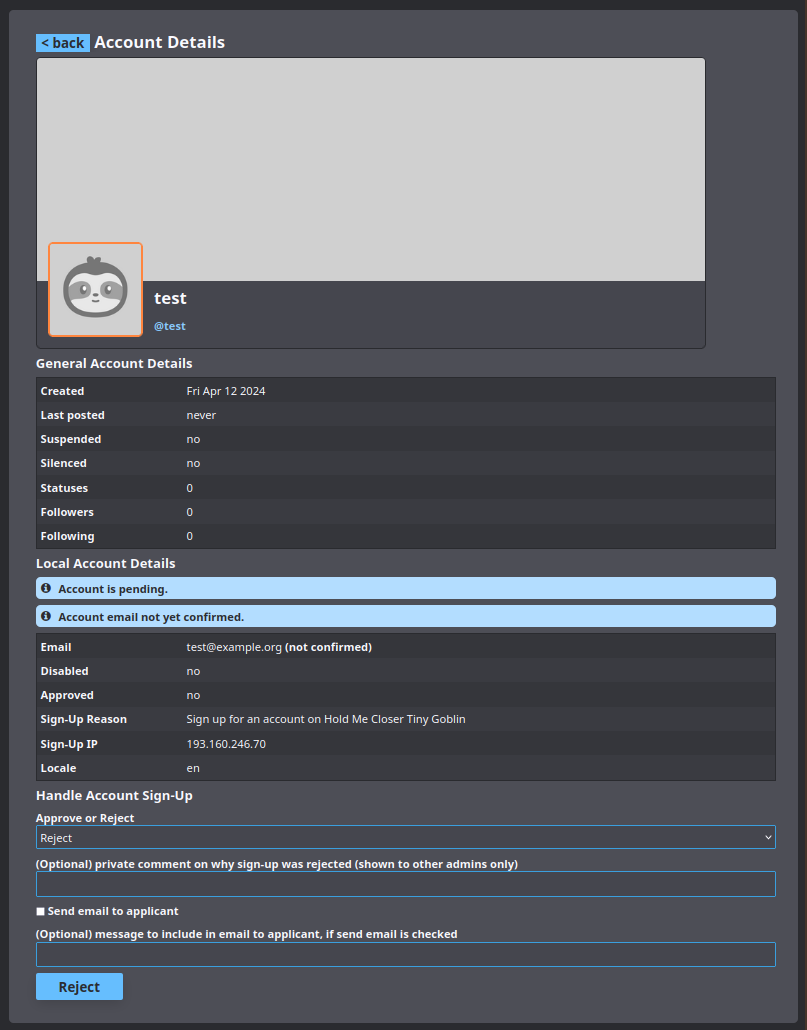 < back Account Details
test
@test
General Account Details
Created Fri Apr 12 2024
Last posted never
Suspended no
Silenced no
Statuses 0
Followers 0
Following 0
Local Account Details
Account is pending.
Account email not yet confirmed.
Email test@example.org (not confirmed)
Disabled no
Approved no
Sign-Up Reason Sign up for an account on Hold Me Closer Tiny Goblin
Sign-Up IP 193.160.246.70
Locale en
Handle Account Sign-Up
Approve or Reject
Reject
(Optional) private comment on why sign-up was rejected (shown to other admins only)
Send email to applicant
(Optional) message to include in email to applicant, if send email is checked
Reject